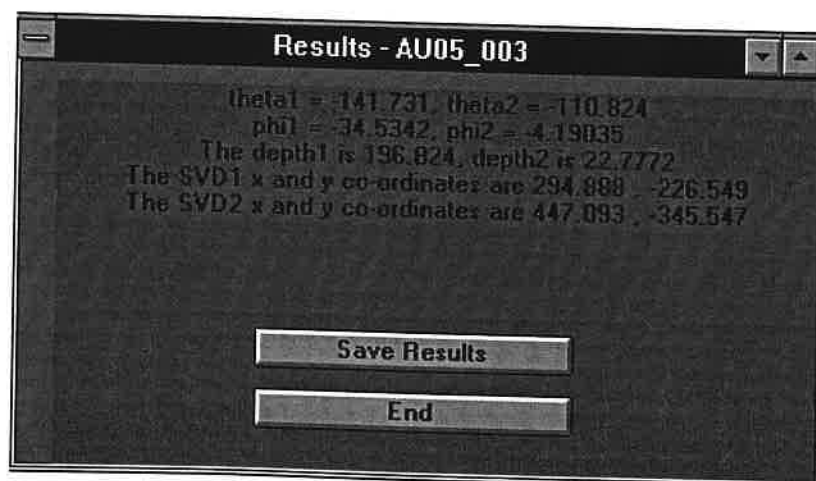 Results - AU05_003
theta1 = -141.731, theta2 = -110.824
phi1 = -34.5342, phi2 = -4.19035
The depth1 is 196.824, depth2 is 22.7772
The SVD1 x and y co-ordinates are 294.888 , -226.549
The SVD2 x and y co-ordinates are 447.093 , -345.547
Save Results
End